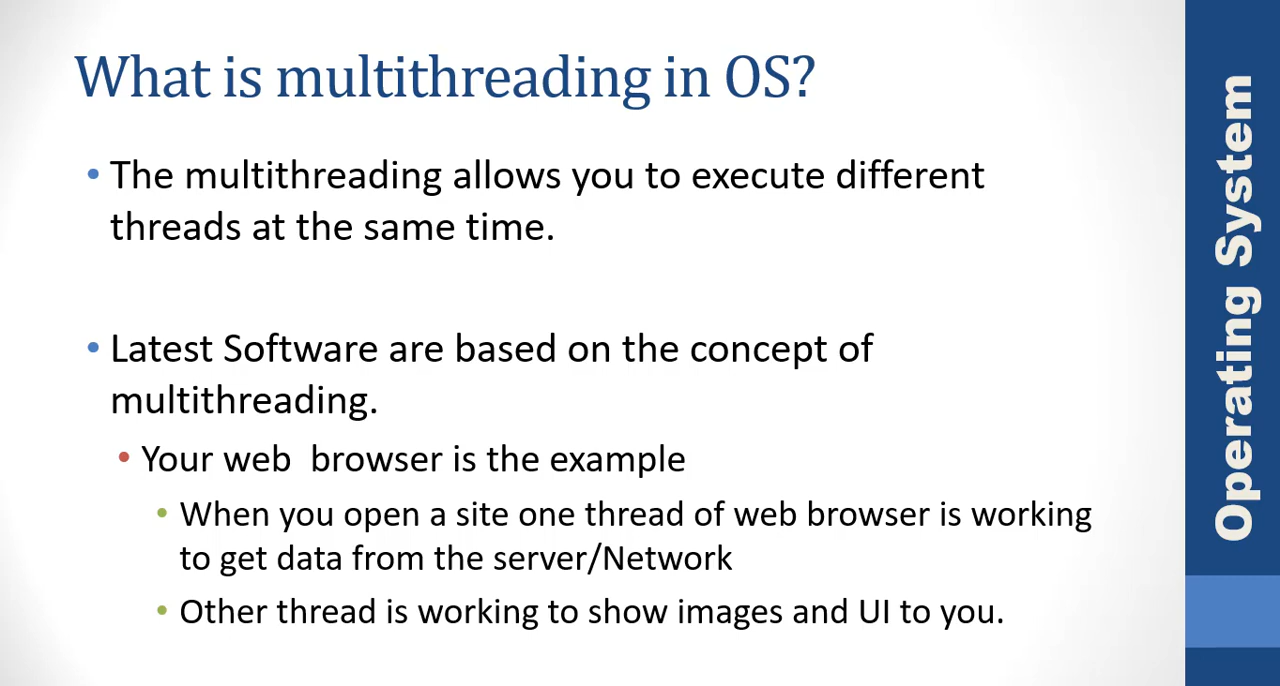 What is multithreading in OS?
• The multithreading allows you to execute different
threads at the same time.
• Latest Software are based on the concept of
multithreading.
• Your web  browser is the example
• When you open a site one thread of web browser is working
to get data from the server/Network
• Other thread is working to show images and UI to you.
Operating System